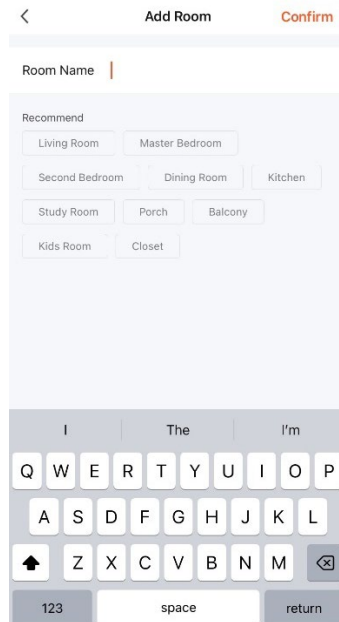 Add Room Confirm
Room Name
Recommend
Living Room Master Bedroom
Second Bedroom Dining Room Kitchen
Study Room Porch Balcony
Kids Room Closet
I The I'm
Q W E R T Y U I O P
A S D F G H J K L
Z X C V B N M
123 space return